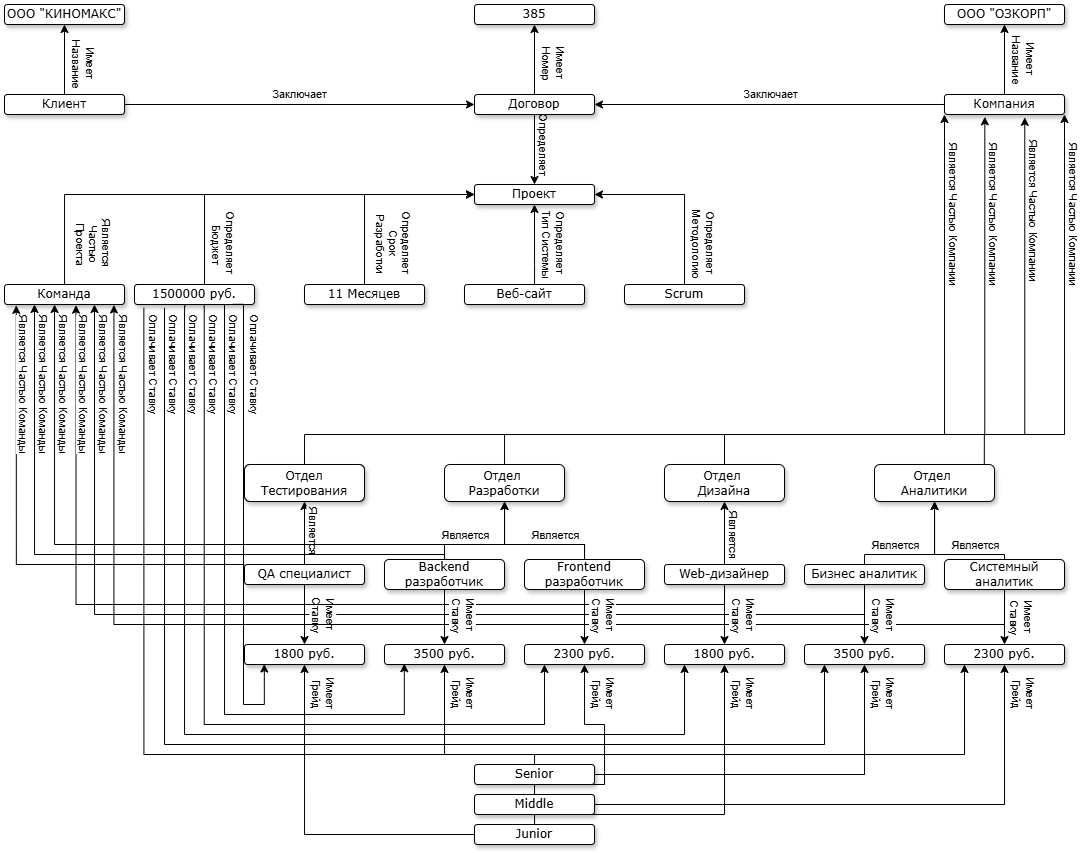 ООО "КИНОМАКС"
385
ООО "ОЗКОРП"
Имеет
Название
Имеет
Номер
Имеет
Название
Клиент
Заключает
Договор
Заключает
Компания
Определяет
Является Частью Компании
Является Частью Компании
Является Частью Компании
Является Частью Компании
Проект
Является
Частью
Проекта
Определяет
Бюджет
Определяет
Срок
Разработки
Определяет
Тип Системы
Определяет
Методологию
Команда
1500000 руб.
11 Месяцев
Веб-сайт
Scrum
Является Частью Команды
Является Частью Команды
Является Частью Команды
Является Частью Команды
Является Частью Команды
Является Частью Команды
Оплачивает Ставку
Оплачивает Ставку
Оплачивает Ставку
Оплачивает Ставку
Оплачивает Ставку
Оплачивает Ставку
Отдел
Тестирования
Отдел
Разработки
Отдел
Дизайна
Отдел
Аналитики
Является
Является
Является
Является
Является
Является
QA специалист
Backend
разработчик
Frontend
разработчик
Web-дизайнер
Бизнес аналитик
Системный
аналитик
Имеет
Ставку
Имеет
Ставку
Имеет
Ставку
Имеет
Ставку
Имеет
Ставку
Имеет
Ставку
1800 руб.
3500 руб.
2300 руб.
1800 руб.
3500 руб.
2300 руб.
Имеет
Грейд
Имеет
Грейд
Имеет
Грейд
Имеет
Грейд
Имеет
Грейд
Имеет
Грейд
Senior
Middle
Junior